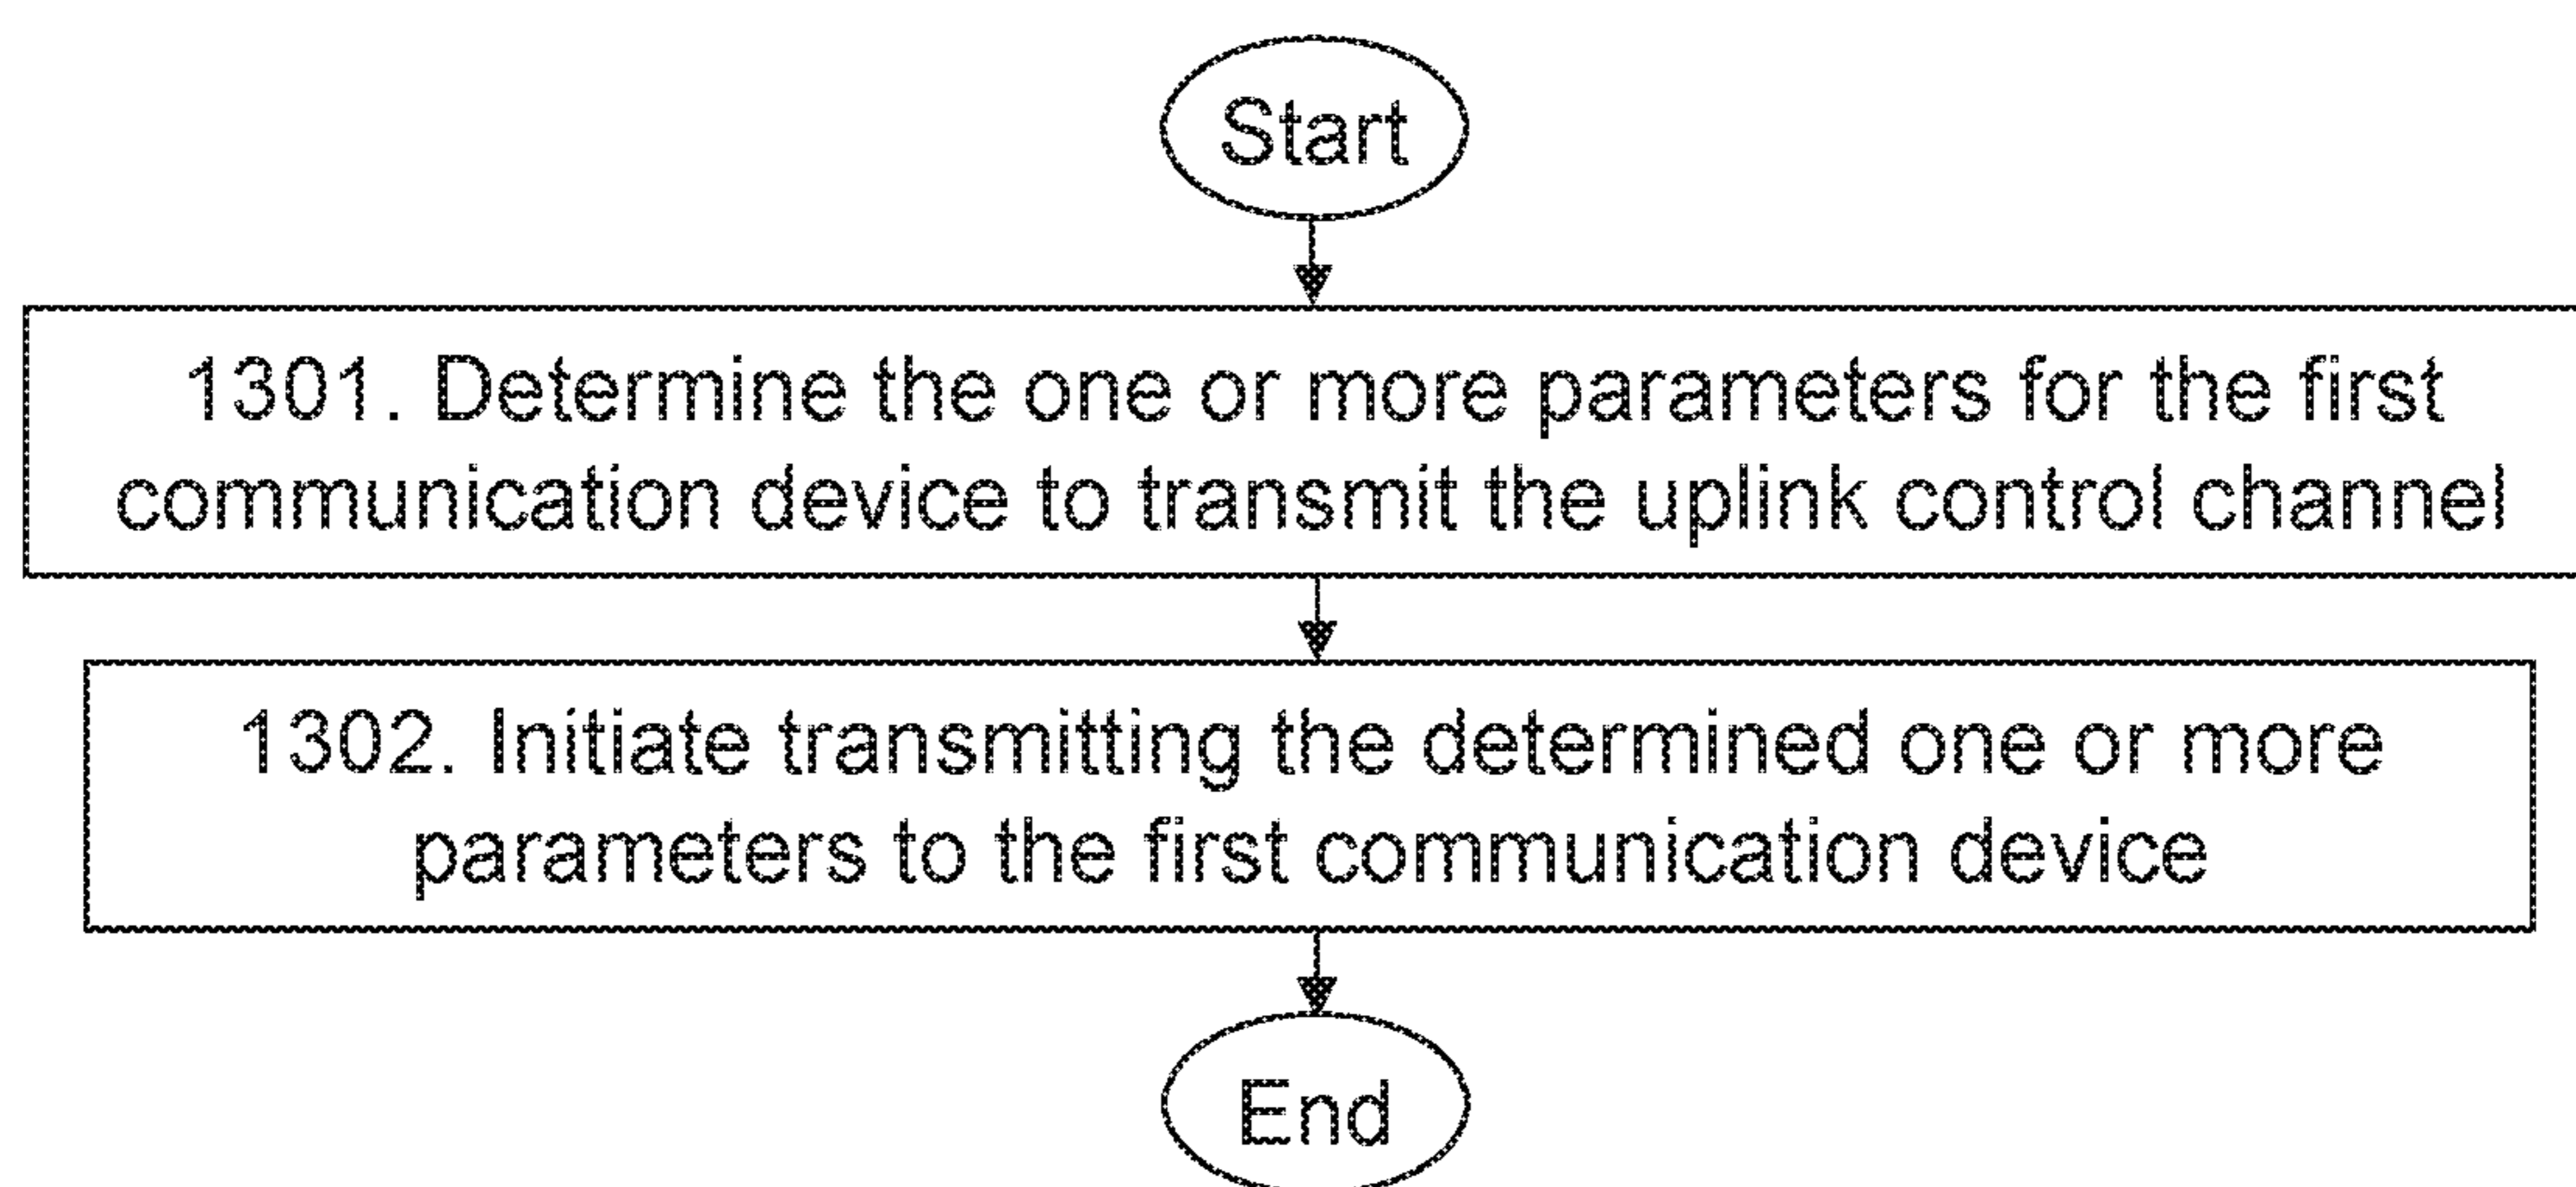 Start
1301. Determine the one or more parameters for the first
communication device to transmit the uplink control channel
1302. Initiate transmitting the determined one or more
parameters to the first communication device
End